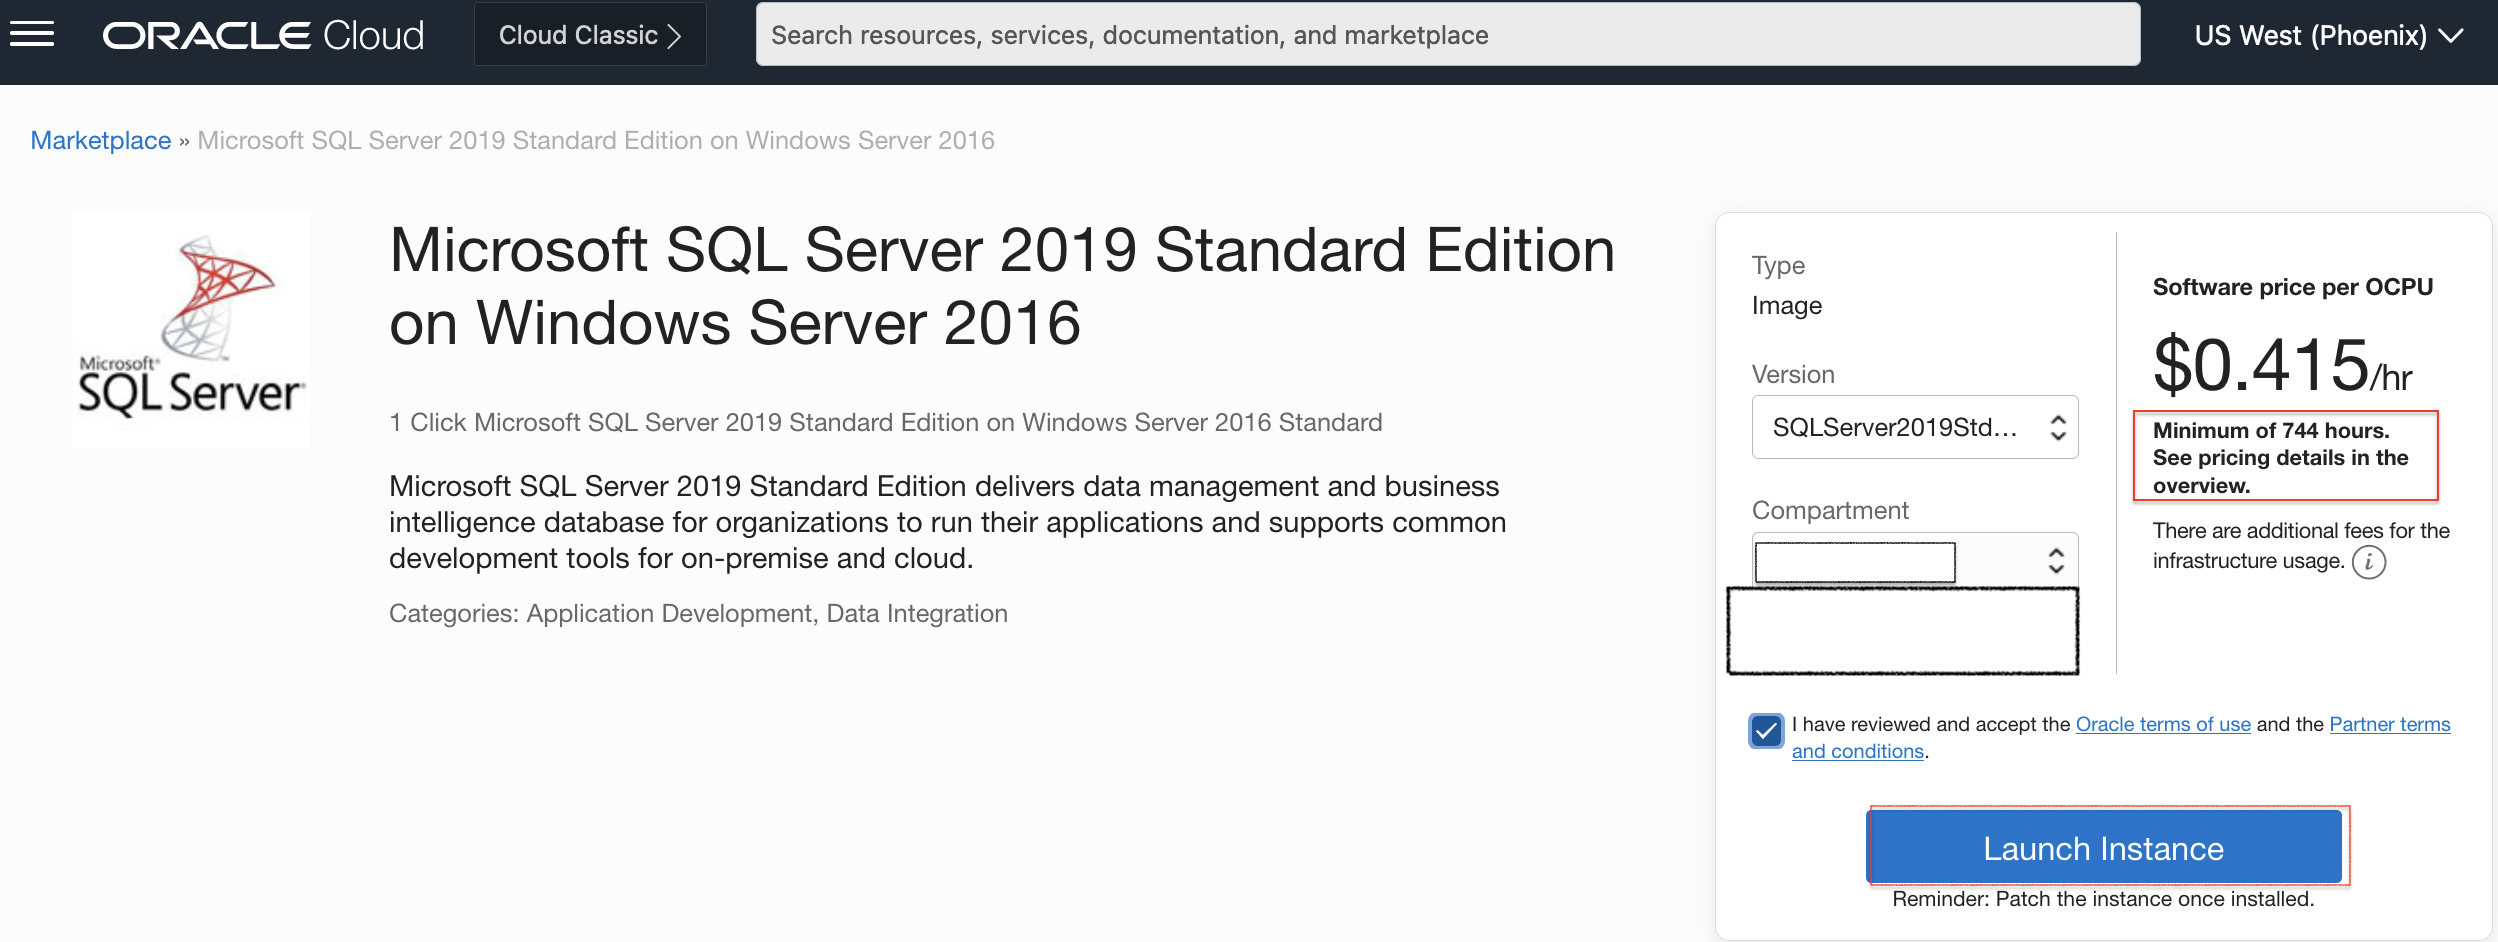 ORACLE Cloud
Cloud Classic
Search resources, services, documentation, and marketplace
US West (Phoenix)
Marketplace » Microsoft SQL Server 2019 Standard Edition on Windows Server 2016
Microsoft®
SQL Server®
Microsoft SQL Server 2019 Standard Edition
on Windows Server 2016
1 Click Microsoft SQL Server 2019 Standard Edition on Windows Server 2016 Standard
Microsoft SQL Server 2019 Standard Edition delivers data management and business
intelligence database for organizations to run their applications and supports common
development tools for on-premise and cloud.
Categories: Application Development, Data Integration
Type
Image
Version
SQLServer2019Std...
Compartment
Software price per OCPU
$0.415/hr
Minimum of 744 hours.
See pricing details in the
overview.
There are additional fees for the
infrastructure usage. i
I have reviewed and accept the Oracle terms of use and the Partner terms
and conditions.
Launch Instance
Reminder: Patch the instance once installed.